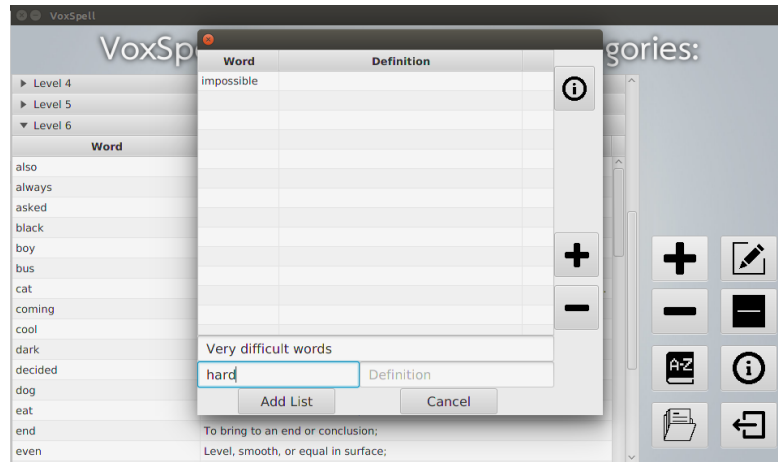 VoxSpell
VoxSp
gories:
Word
Definition
impossible
Level 4
Level 5
Level 6
Word
also
always
asked
black
boy
bus
cat
coming
cool
dark
decided
dog
eat
end
To bring to an end or conclusion;
even
Level, smooth, or equal in surface;
Very difficult words
hard
Definition
Add List
Cancel
A-Z